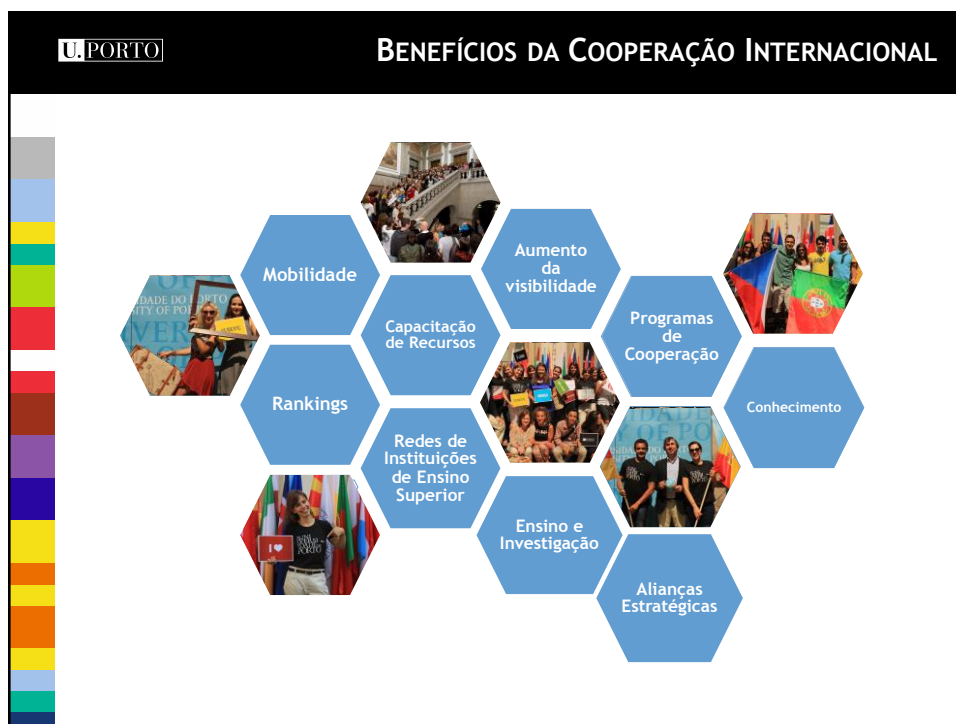 U.PORTO
BENEFÍCIOS DA COOPERAÇÃO INTERNACIONAL
Mobilidade
Aumento
da
visibilidade
Capacitação
de Recursos
Programas
de
Cooperação
Rankings
Conhecimento
Redes de
Instituições
de Ensino
Superior
Ensino e
Investigação
Alianças
Estratégicas
I ♥